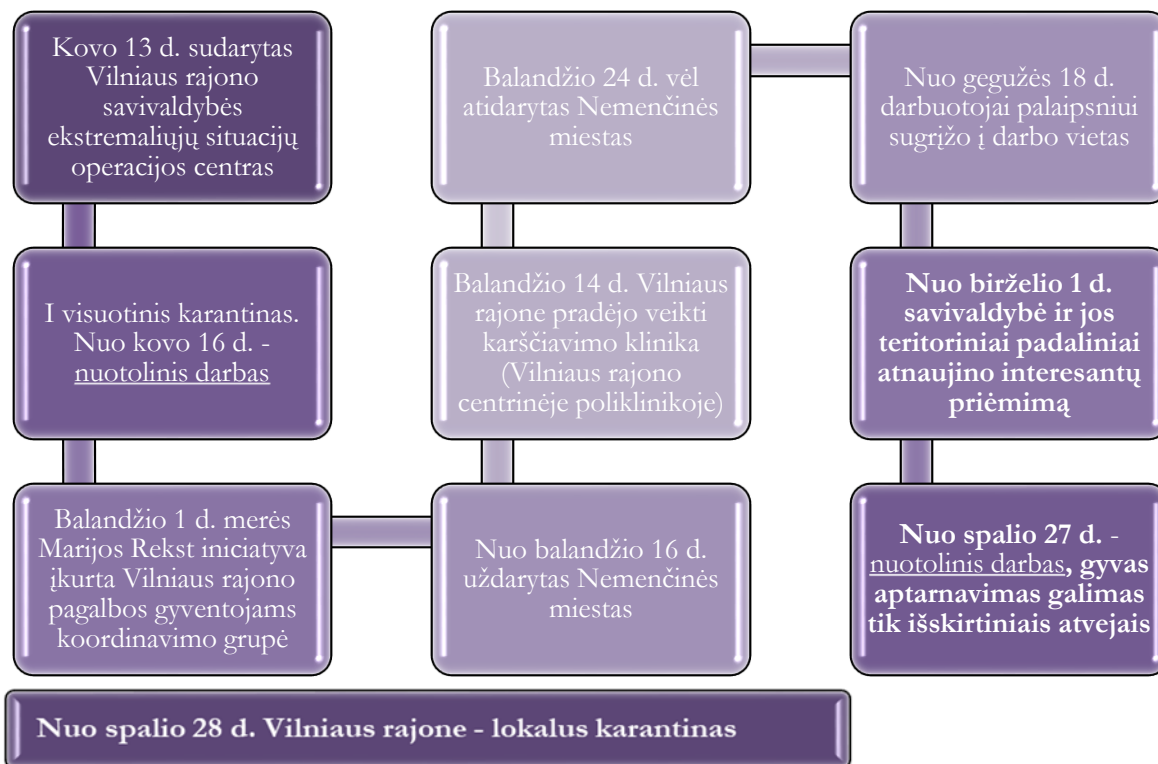 Kovo 13 d. sudarytas
Vilniaus rajono
savivaldybės
ekstremaliųjų situacijų
operacijos centras
I visuotinis karantinas.
Nuo kovo 16 d. -
nuotolinis darbas
Balandžio 1 d. merės
Marijos Rekst iniciatyva
įkurta Vilniaus rajono
pagalbos gyventojams
koordinavimo grupė
Nuo balandžio 16 d.
uždarytas Nemenčinės
miestas
Balandžio 14 d. Vilniaus
rajone pradėjo veikti
karščiavimo klinika
(Vilniaus rajono
centrinėje poliklinikoje)
Balandžio 24 d. vėl
atidarytas Nemenčinės
miestas
Nuo gegužės 18 d.
darbuotojai palaipsniui
sugrįžo į darbo vietas
Nuo birželio 1 d.
savivaldybė ir jos
teritoriniai padaliniai
atnaujino interesantų
priėmimą
Nuo spalio 27 d. -
nuotolinis darbas, gyvas
aptarnavimas galimas
tik išskirtiniais atvejais
Nuo spalio 28 d. Vilniaus rajone - lokalus karantinas